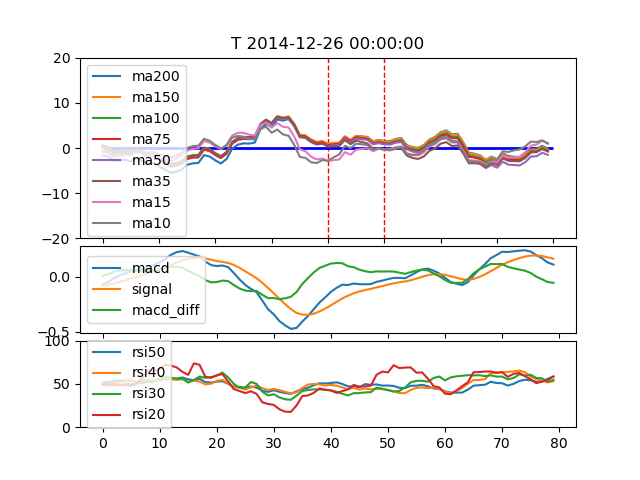 T 2014-12-26 00:00:00
20
10
0
−10
−20
ma200
ma150
ma100
ma75
ma50
ma35
ma15
ma10
0.0
−0.5
macd
signal
macd_diff
100
50
0
rsi50
rsi40
rsi30
rsi20
0 10 20 30 40 50 60 70 80